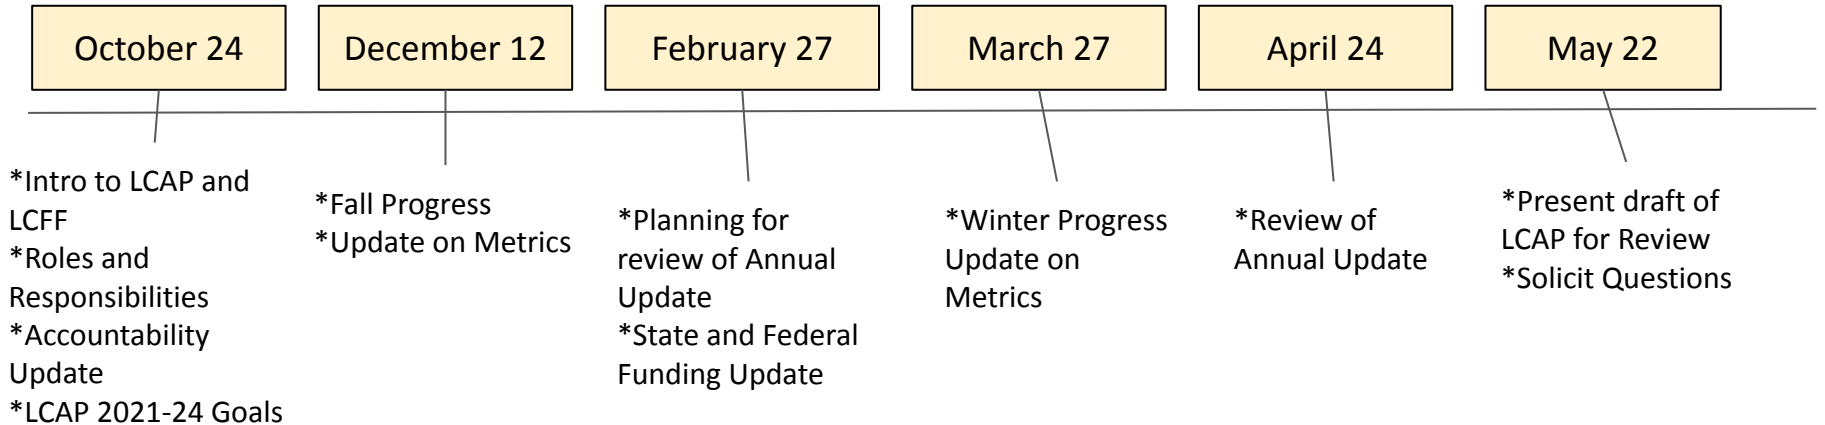 October 24
December 12
February 27
March 27
April 24
May 22
*Intro to LCAP and
LCFF
*Roles and
Responsibilities
*Accountability
Update
*LCAP 2021-24 Goals
*Fall Progress
*Update on Metrics
*Planning for
review of Annual
Update
*State and Federal
Funding Update
*Winter Progress
Update on
Metrics
*Review of
Annual Update
*Present draft of
LCAP for Review
*Solicit Questions